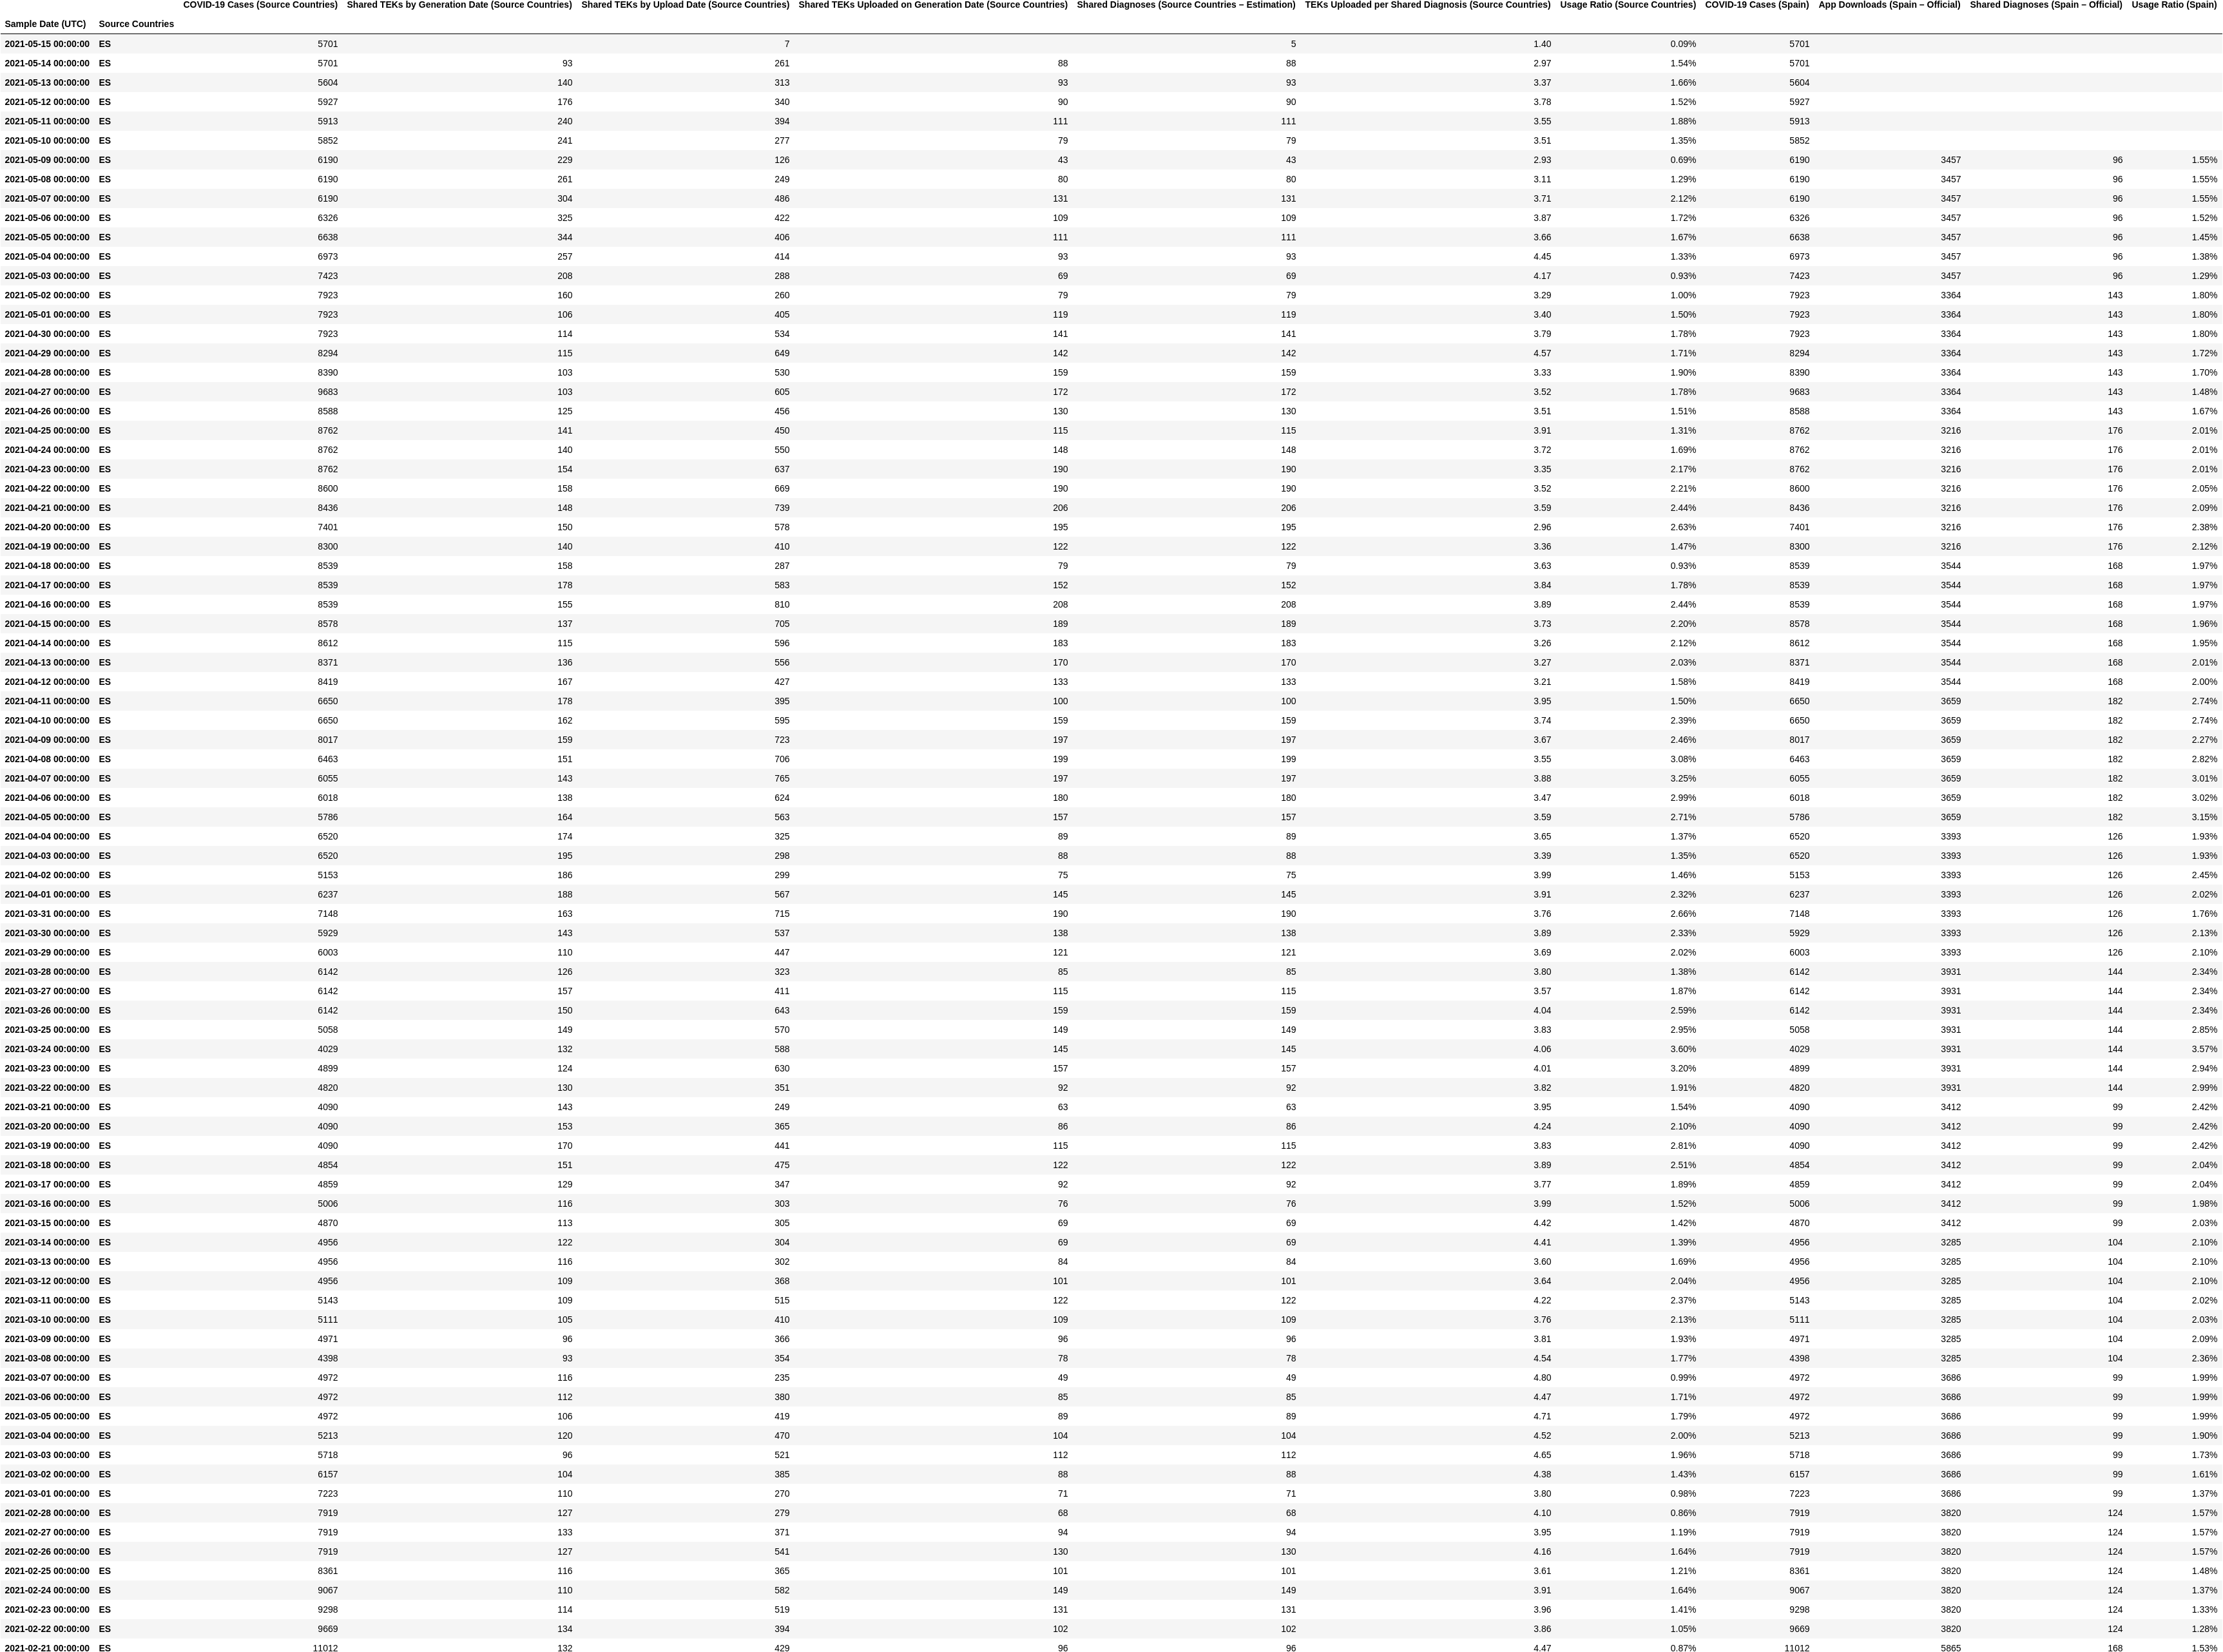 COVID-19 Cases (Source Countries) Shared TEKs by Generation Date (Source Countries) Shared TEKs by Upload Date (Source Countries) Shared TEKs Uploaded on Generation Date (Source Countries) Shared Diagnoses (Source Countries – Estimation) TEKs Uploaded per Shared Diagnosis (Source Countries) Usage Ratio (Source Countries) COVID-19 Cases (Spain) App Downloads (Spain – Official) Shared Diagnoses (Spain – Official) Usage Ratio (Spain)
Sample Date (UTC) Source Countries
2021-05-15 00:00:00 ES 5701 7 5 1.40 0.09% 5701
2021-05-14 00:00:00 ES 5701 93 261 88 88 2.97 1.54% 5701
2021-05-13 00:00:00 ES 5604 140 313 93 93 3.37 1.66% 5604
2021-05-12 00:00:00 ES 5927 176 340 90 90 3.78 1.52% 5927
2021-05-11 00:00:00 ES 5913 240 394 111 111 3.55 1.88% 5913
2021-05-10 00:00:00 ES 5852 241 277 79 79 3.51 1.35% 5852
2021-05-09 00:00:00 ES 6190 229 126 43 43 2.93 0.69% 6190 3457 96 1.55%
2021-05-08 00:00:00 ES 6190 261 249 80 80 3.11 1.29% 6190 3457 96 1.55%
2021-05-07 00:00:00 ES 6190 304 486 131 131 3.71 2.12% 6190 3457 96 1.55%
2021-05-06 00:00:00 ES 6326 325 422 109 109 3.87 1.72% 6326 3457 96 1.52%
2021-05-05 00:00:00 ES 6638 344 406 111 111 3.66 1.67% 6638 3457 96 1.45%
2021-05-04 00:00:00 ES 6973 257 414 93 93 4.45 1.33% 6973 3457 96 1.38%
2021-05-03 00:00:00 ES 7423 208 288 69 69 4.17 0.93% 7423 3457 96 1.29%
2021-05-02 00:00:00 ES 7923 160 260 79 79 3.29 1.00% 7923 3364 143 1.80%
2021-05-01 00:00:00 ES 7923 106 405 119 119 3.40 1.50% 7923 3364 143 1.80%
2021-04-30 00:00:00 ES 7923 114 534 141 141 3.79 1.78% 7923 3364 143 1.80%
2021-04-29 00:00:00 ES 8294 115 649 142 142 4.57 1.71% 8294 3364 143 1.72%
2021-04-28 00:00:00 ES 8390 103 530 159 159 3.33 1.90% 8390 3364 143 1.70%
2021-04-27 00:00:00 ES 9683 103 605 172 172 3.52 1.78% 9683 3364 143 1.48%
2021-04-26 00:00:00 ES 8588 125 456 130 130 3.51 1.51% 8588 3364 143 1.67%
2021-04-25 00:00:00 ES 8762 141 450 115 115 3.91 1.31% 8762 3216 176 2.01%
2021-04-24 00:00:00 ES 8762 140 550 148 148 3.72 1.69% 8762 3216 176 2.01%
2021-04-23 00:00:00 ES 8762 154 637 190 190 3.35 2.17% 8762 3216 176 2.01%
2021-04-22 00:00:00 ES 8600 158 669 190 190 3.52 2.21% 8600 3216 176 2.05%
2021-04-21 00:00:00 ES 8436 148 739 206 206 3.59 2.44% 8436 3216 176 2.09%
2021-04-20 00:00:00 ES 7401 150 578 195 195 2.96 2.63% 7401 3216 176 2.38%
2021-04-19 00:00:00 ES 8300 140 410 122 122 3.36 1.47% 8300 3216 176 2.12%
2021-04-18 00:00:00 ES 8539 158 287 79 79 3.63 0.93% 8539 3544 168 1.97%
2021-04-17 00:00:00 ES 8539 178 583 152 152 3.84 1.78% 8539 3544 168 1.97%
2021-04-16 00:00:00 ES 8539 155 810 208 208 3.89 2.44% 8539 3544 168 1.97%
2021-04-15 00:00:00 ES 8578 137 705 189 189 3.73 2.20% 8578 3544 168 1.96%
2021-04-14 00:00:00 ES 8612 115 596 183 183 3.26 2.12% 8612 3544 168 1.95%
2021-04-13 00:00:00 ES 8371 136 556 170 170 3.27 2.03% 8371 3544 168 2.01%
2021-04-12 00:00:00 ES 8419 167 427 133 133 3.21 1.58% 8419 3544 168 2.00%
2021-04-11 00:00:00 ES 6650 178 395 100 100 3.95 1.50% 6650 3659 182 2.74%
2021-04-10 00:00:00 ES 6650 162 595 159 159 3.74 2.39% 6650 3659 182 2.74%
2021-04-09 00:00:00 ES 8017 159 723 197 197 3.67 2.46% 8017 3659 182 2.27%
2021-04-08 00:00:00 ES 6463 151 706 199 199 3.55 3.08% 6463 3659 182 2.82%
2021-04-07 00:00:00 ES 6055 143 765 197 197 3.88 3.25% 6055 3659 182 3.01%
2021-04-06 00:00:00 ES 6018 138 624 180 180 3.47 2.99% 6018 3659 182 3.02%
2021-04-05 00:00:00 ES 5786 164 563 157 157 3.59 2.71% 5786 3659 182 3.15%
2021-04-04 00:00:00 ES 6520 174 325 89 89 3.65 1.37% 6520 3393 126 1.93%
2021-04-03 00:00:00 ES 6520 195 298 88 88 3.39 1.35% 6520 3393 126 1.93%
2021-04-02 00:00:00 ES 5153 186 299 75 75 3.99 1.46% 5153 3393 126 2.45%
2021-04-01 00:00:00 ES 6237 188 567 145 145 3.91 2.32% 6237 3393 126 2.02%
2021-03-31 00:00:00 ES 7148 163 715 190 190 3.76 2.66% 7148 3393 126 1.76%
2021-03-30 00:00:00 ES 5929 143 537 138 138 3.89 2.33% 5929 3393 126 2.13%
2021-03-29 00:00:00 ES 6003 110 447 121 121 3.69 2.02% 6003 3393 126 2.10%
2021-03-28 00:00:00 ES 6142 126 323 85 85 3.80 1.38% 6142 3931 144 2.34%
2021-03-27 00:00:00 ES 6142 157 411 115 115 3.57 1.87% 6142 3931 144 2.34%
2021-03-26 00:00:00 ES 6142 150 643 159 159 4.04 2.59% 6142 3931 144 2.34%
2021-03-25 00:00:00 ES 5058 149 570 149 149 3.83 2.95% 5058 3931 144 2.85%
2021-03-24 00:00:00 ES 4029 132 588 145 145 4.06 3.60% 4029 3931 144 3.57%
2021-03-23 00:00:00 ES 4899 124 630 157 157 4.01 3.20% 4899 3931 144 2.94%
2021-03-22 00:00:00 ES 4820 130 351 92 92 3.82 1.91% 4820 3931 144 2.99%
2021-03-21 00:00:00 ES 4090 143 249 63 63 3.95 1.54% 4090 3412 99 2.42%
2021-03-20 00:00:00 ES 4090 153 365 86 86 4.24 2.10% 4090 3412 99 2.42%
2021-03-19 00:00:00 ES 4090 170 441 115 115 3.83 2.81% 4090 3412 99 2.42%
2021-03-18 00:00:00 ES 4854 151 475 122 122 3.89 2.51% 4854 3412 99 2.04%
2021-03-17 00:00:00 ES 4859 129 347 92 92 3.77 1.89% 4859 3412 99 2.04%
2021-03-16 00:00:00 ES 5006 116 303 76 76 3.99 1.52% 5006 3412 99 1.98%
2021-03-15 00:00:00 ES 4870 113 305 69 69 4.42 1.42% 4870 3412 99 2.03%
2021-03-14 00:00:00 ES 4956 122 304 69 69 4.41 1.39% 4956 3285 104 2.10%
2021-03-13 00:00:00 ES 4956 116 302 84 84 3.60 1.69% 4956 3285 104 2.10%
2021-03-12 00:00:00 ES 4956 109 368 101 101 3.64 2.04% 4956 3285 104 2.10%
2021-03-11 00:00:00 ES 5143 109 515 122 122 4.22 2.37% 5143 3285 104 2.02%
2021-03-10 00:00:00 ES 5111 105 410 109 109 3.76 2.13% 5111 3285 104 2.03%
2021-03-09 00:00:00 ES 4971 96 366 96 96 3.81 1.93% 4971 3285 104 2.09%
2021-03-08 00:00:00 ES 4398 93 354 78 78 4.54 1.77% 4398 3285 104 2.36%
2021-03-07 00:00:00 ES 4972 116 235 49 49 4.80 0.99% 4972 3686 99 1.99%
2021-03-06 00:00:00 ES 4972 112 380 85 85 4.47 1.71% 4972 3686 99 1.99%
2021-03-05 00:00:00 ES 4972 106 419 89 89 4.71 1.79% 4972 3686 99 1.99%
2021-03-04 00:00:00 ES 5213 120 470 104 104 4.52 2.00% 5213 3686 99 1.90%
2021-03-03 00:00:00 ES 5718 96 521 112 112 4.65 1.96% 5718 3686 99 1.73%
2021-03-02 00:00:00 ES 6157 104 385 88 88 4.38 1.43% 6157 3686 99 1.61%
2021-03-01 00:00:00 ES 7223 110 270 71 71 3.80 0.98% 7223 3686 99 1.37%
2021-02-28 00:00:00 ES 7919 127 279 68 68 4.10 0.86% 7919 3820 124 1.57%
2021-02-27 00:00:00 ES 7919 133 371 94 94 3.95 1.19% 7919 3820 124 1.57%
2021-02-26 00:00:00 ES 7919 127 541 130 130 4.16 1.64% 7919 3820 124 1.57%
2021-02-25 00:00:00 ES 8361 116 365 101 101 3.61 1.21% 8361 3820 124 1.48%
2021-02-24 00:00:00 ES 9067 110 582 149 149 3.91 1.64% 9067 3820 124 1.37%
2021-02-23 00:00:00 ES 9298 114 519 131 131 3.96 1.41% 9298 3820 124 1.33%
2021-02-22 00:00:00 ES 9669 134 394 102 102 3.86 1.05% 9669 3820 124 1.28%
2021-02-21 00:00:00 ES 11012 132 429 96 96 4.47 0.87% 11012 5865 168 1.53%